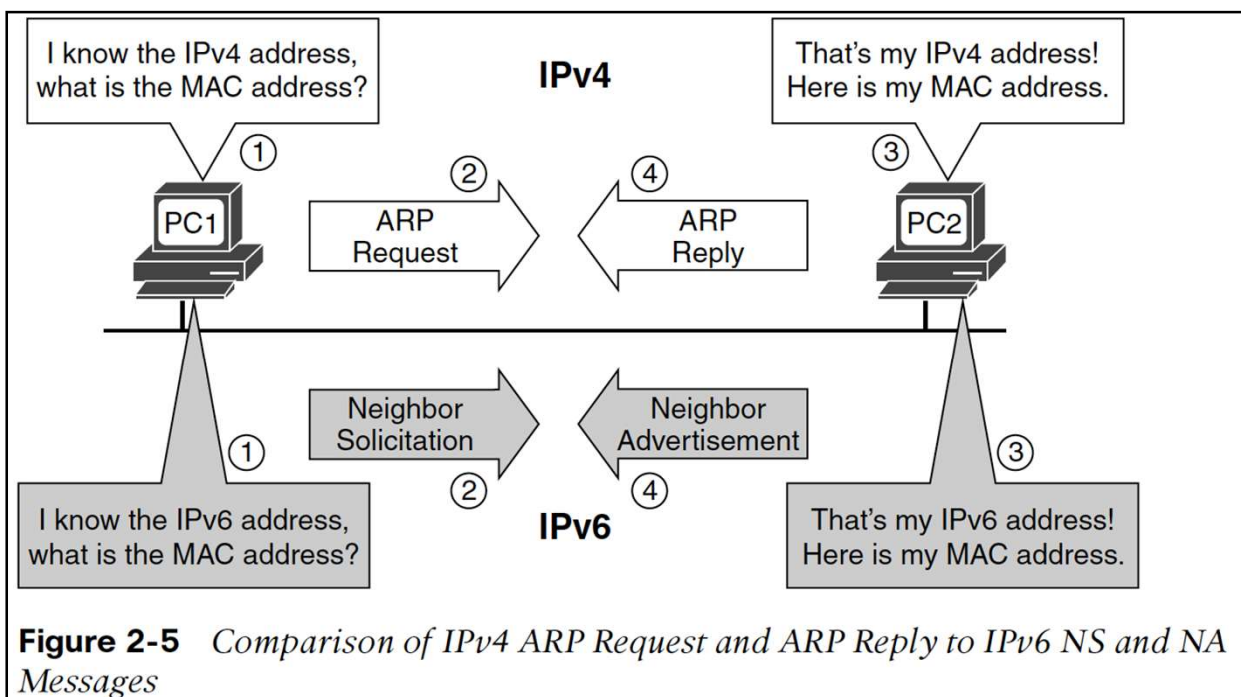 I know the IPv4 address,
what is the MAC address?
IPv4
That's my IPv4 address!
Here is my MAC address.
1
2
4
3
PC1
ARP
Request
ARP
Reply
PC2
Neighbor
Solicitation
Neighbor
Advertisement
1
2
4
3
I know the IPv6 address,
what is the MAC address?
IPv6
That's my IPv6 address!
Here is my MAC address.
Figure 2-5 Comparison of IPv4 ARP Request and ARP Reply to IPv6 NS and NA
Messages